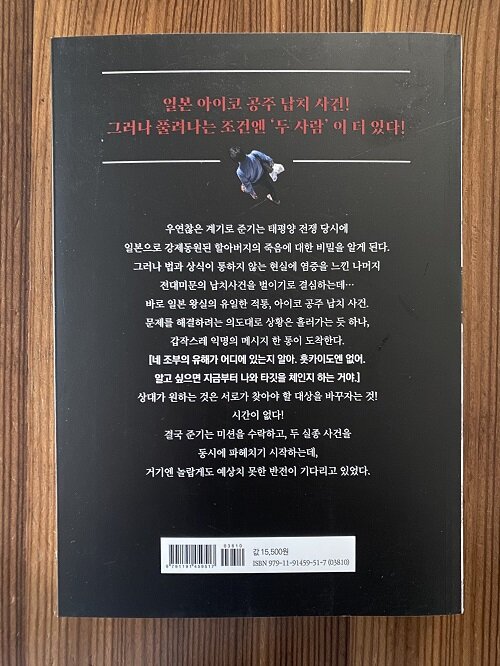 일본 아이코 공주 납치 사건!
그러나 풀려나는 조건엔 '두 사람' 이 더 있다!
우연찮은 계기로 준기는 태평양 전쟁 당시에
일본으로 강제동원된 할아버지의 죽음에 대한 비밀을 알게 된다.
그러나 법과 상식이 통하지 않는 현실에 염증을 느낀 나머지
전대미문의 납치사건을 벌이기로 결심하는데…
바로 일본 왕실의 유일한 적통, 아이코 공주 납치 사건.
문제를 해결하려는 의도대로 상황은 흘러가는 듯 하나,
갑작스레 익명의 메시지 한 통이 도착한다.
[네 조부의 유해가 어디에 있는지 알아. 홋카이도엔 없어.
알고 싶으면 지금부터 나와 타깃을 체인지 하는 거야.]
상대가 원하는 것은 서로가 찾아야 할 대상을 바꾸자는 것!
시간이 없다!
결국 준기는 미션을 수락하고, 두 실종 사건을
동시에 파헤치기 시작하는데,
거기엔 놀랍게도 예상치 못한 반전이 기다리고 있었다.
03810
9 791191 459517
값 15,500원
ISBN 979-11-91459-51-7 (03810)